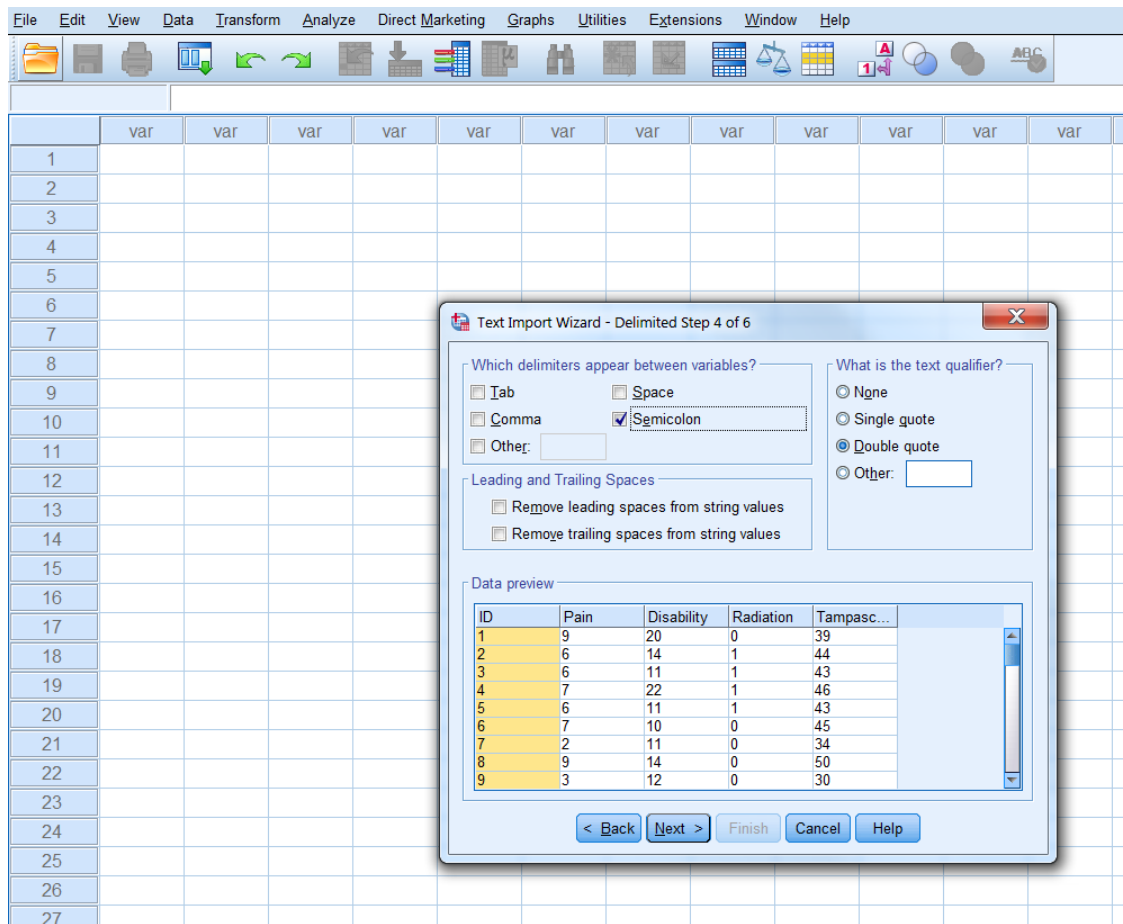 File Edit View Data Transform Analyze Direct Marketing Graphs Utilities Extensions Window Help
A
1
ABC
μ
var var var var var var var var var var var var
1
2
3
4
5
6
7
8
9
10
11
12
13
14
15
16
17
18
19
20
21
22
23
24
25
26
27
Text Import Wizard - Delimited Step 4 of 6
X
Which delimiters appear between variables?
Tab Space
Comma Semicolon
Other:
Leading and Trailing Spaces
Remove leading spaces from string values
Remove trailing spaces from string values
What is the text qualifier?
None
Single quote
Double quote
Other:
Data preview
ID Pain Disability Radiation Tampasc...
1 9 20 0 39
2 6 14 1 44
3 6 11 1 43
4 7 22 1 46
5 6 11 1 43
6 7 10 0 45
7 2 11 0 34
8 9 14 0 50
9 3 12 0 30
< Back Next > Finish Cancel Help